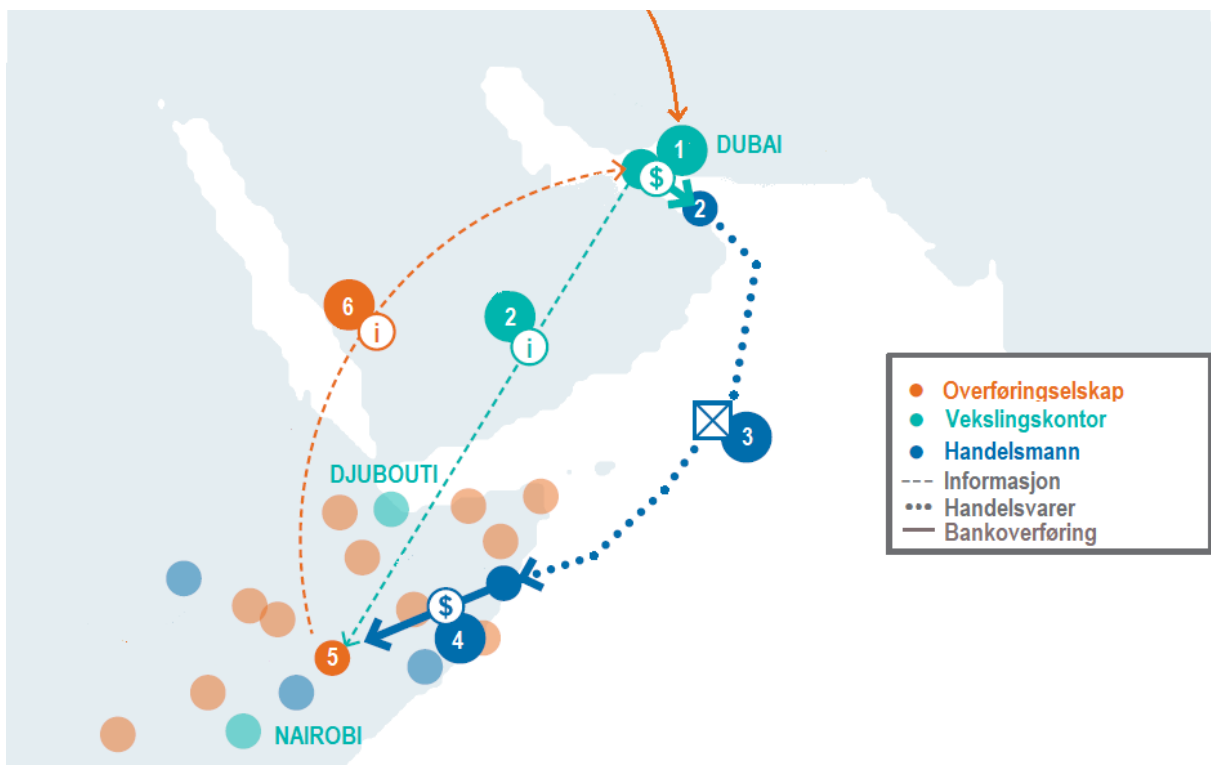 1
DUBAI
$
2
6
i
2
i
Overføringselskap
Vekslingskontor
3
Handelsmann
DJUBOUTI
Informasjon
Handelsvarer
Bankoverføring
$
4
5
NAIROBI